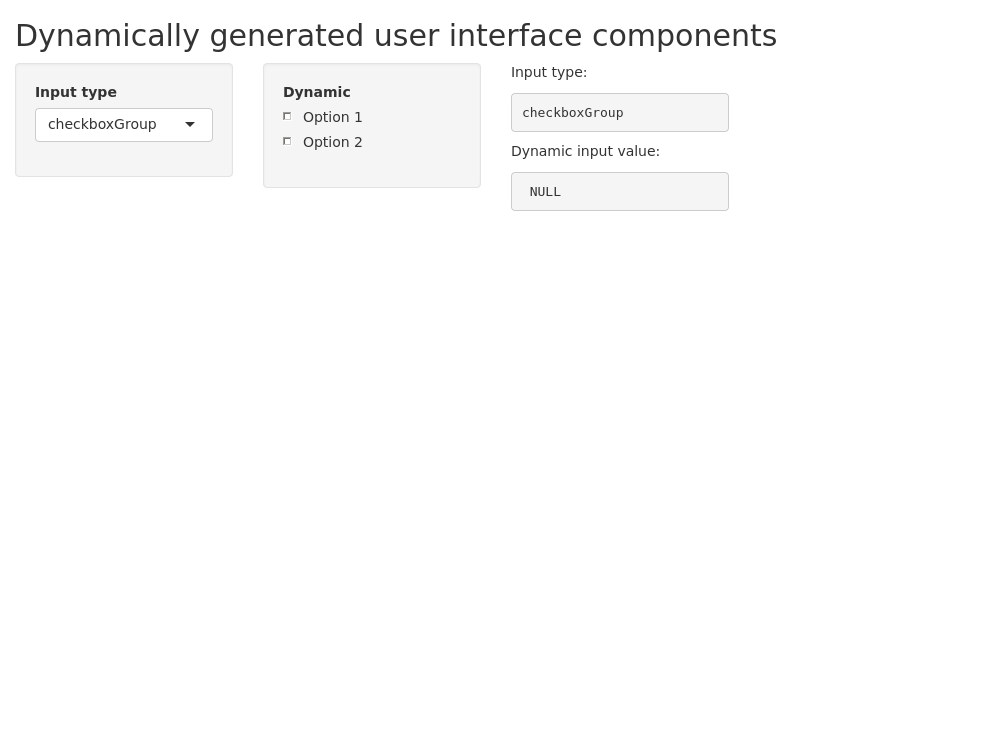 Dynamically generated user interface components
Input type
checkboxGroup
Dynamic
Option 1
Option 2
Input type:
checkboxGroup
Dynamic input value:
NULL